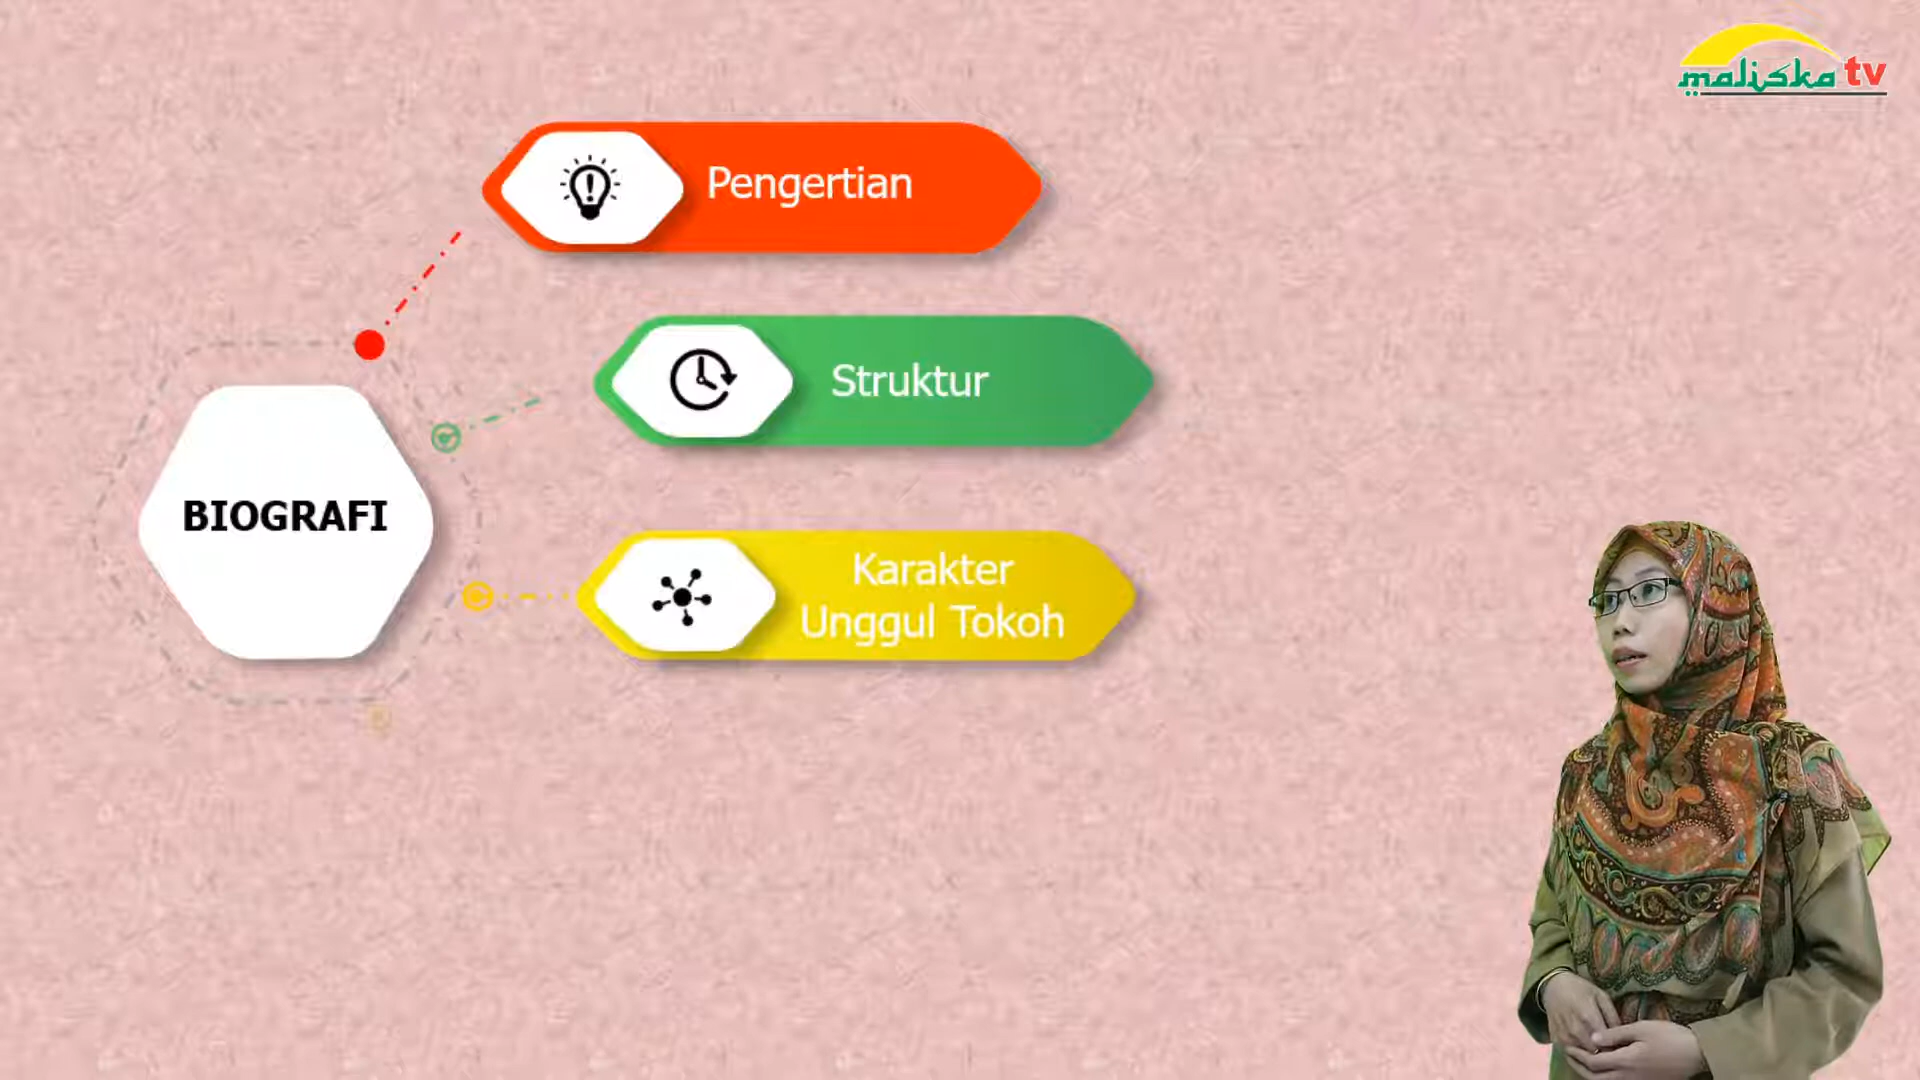 maliska tv
Pengertian
Struktur
BIOGRAFI
Karakter
Unggul Tokoh